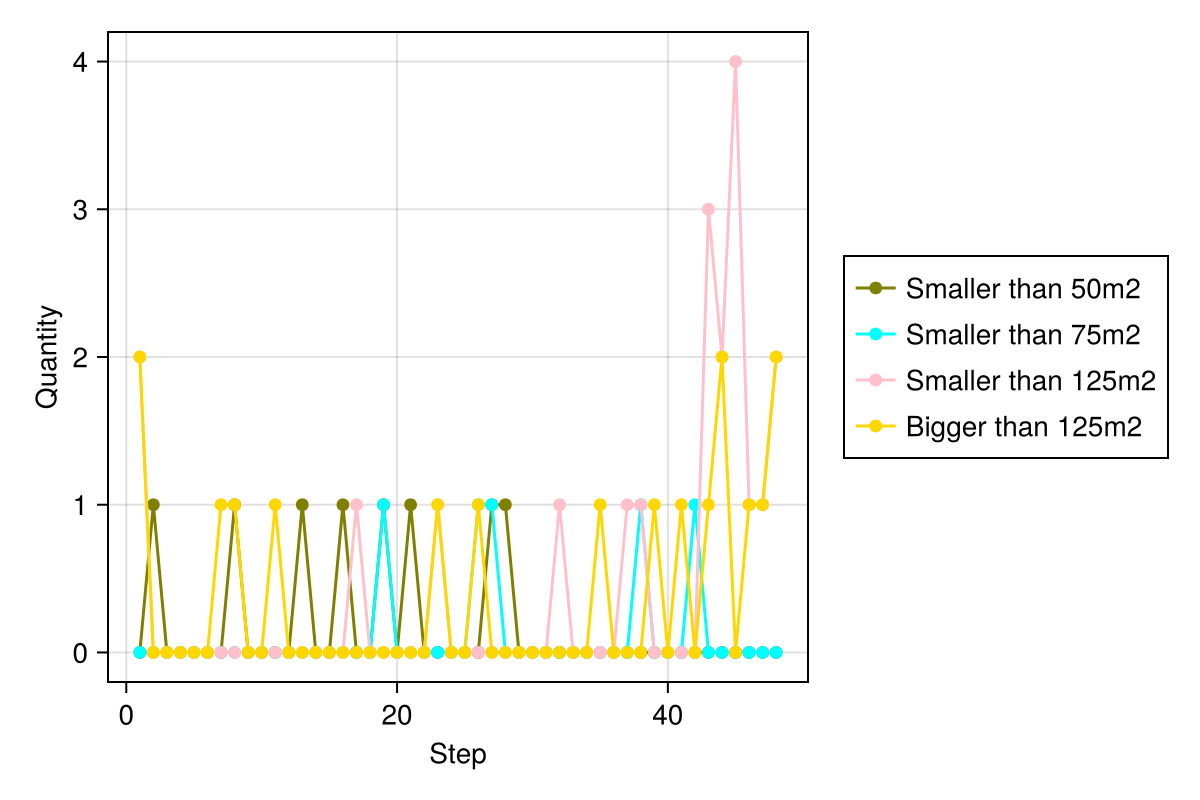 4
3
2
1
0
Quantity
0 20 40
Step
Smaller than 50m2
Smaller than 75m2
Smaller than 125m2
Bigger than 125m2